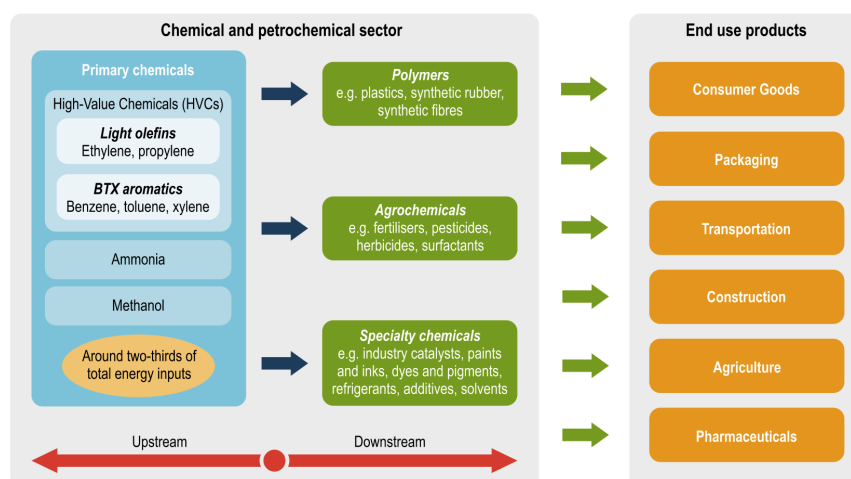 Chemical and petrochemical sector
Primary chemicals
High-Value Chemicals (HVCs)
Light olefins
Ethylene, propylene
BTX aromatics
Benzene, toluene, xylene
Ammonia
Methanol
Around two-thirds of
total energy inputs
Polymers
e.g. plastics, synthetic rubber,
synthetic fibres
Agrochemicals
e.g. fertilisers, pesticides,
herbicides, surfactants
Specialty chemicals
e.g. industry catalysts, paints
and inks, dyes and pigments,
refrigerants, additives, solvents
Upstream
Downstream
End use products
Consumer Goods
Packaging
Transportation
Construction
Agriculture
Pharmaceuticals